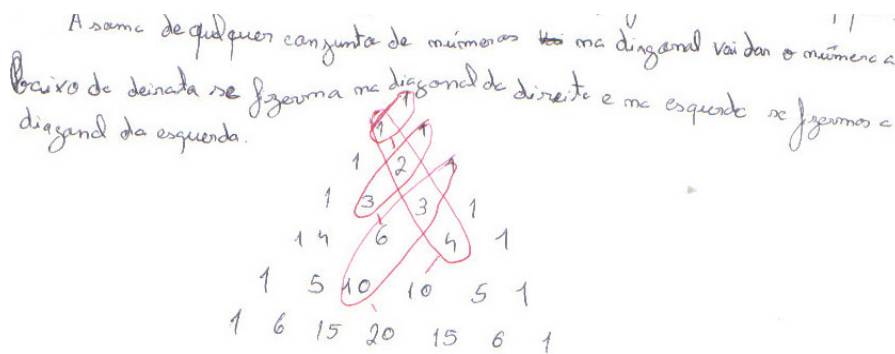 A soma de qualquer conjunto de números na diagonal vai dar o número a
baixo da deireta se fizerma na diagonal da direita e na esquerda se fizermos a
diagonal da esquerda.
1
1 1
1 2 1
1 3 3 1
1 4 6 4 1
1 5 10 10 5 1
1 6 15 20 15 6 1